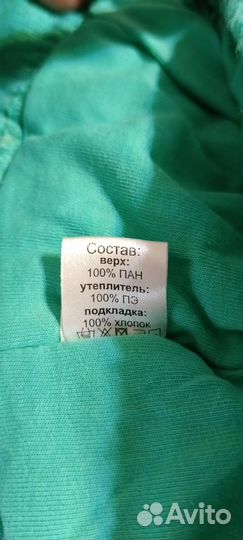 Состав:
верх:
100% ПАН
утеплитель:
100% ПЭ
подкладка:
100% хлопок
Avito